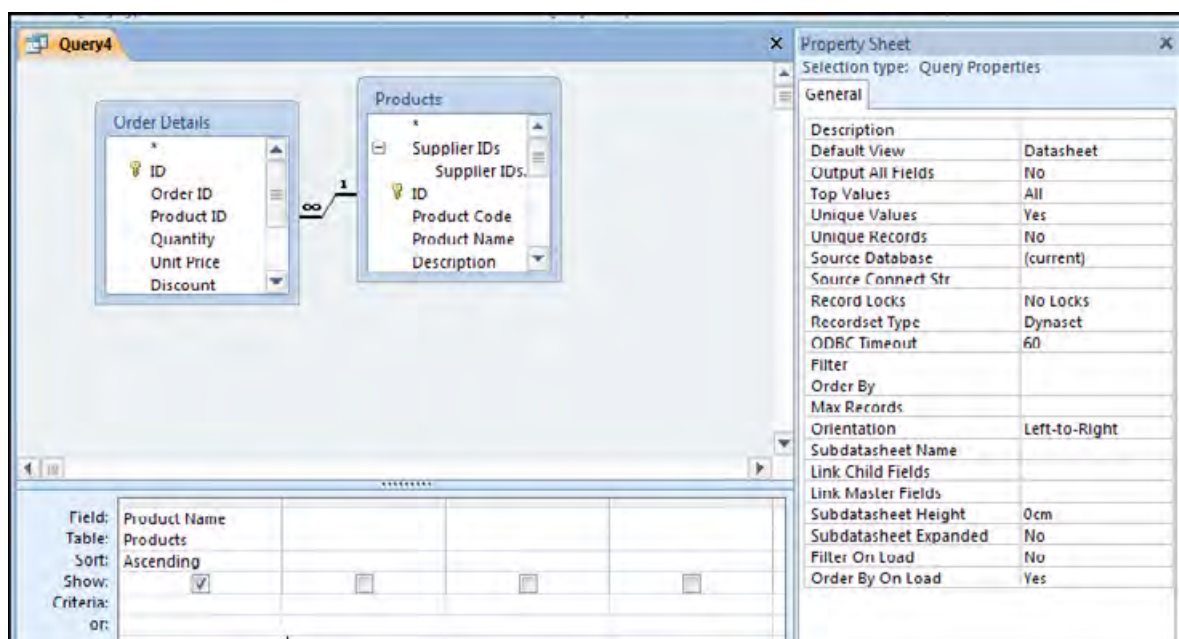 Query4
Order Details
*
ID
Order ID
Product ID
Quantity
Unit Price
Discount
∞
1
Products
*
Supplier IDs
Supplier IDs.
ID
Product Code
Product Name
Description
Field: Product Name
Table: Products
Sort: Ascending
Show:
Criteria:
or:
Property Sheet
Selection type: Query Properties
General
Description
Default View Datasheet
Output All Fields No
Top Values All
Unique Values Yes
Unique Records No
Source Database (current)
Source Connect Str
Record Locks No Locks
Recordset Type Dynaset
ODBC Timeout 60
Filter
Order By
Max Records
Orientation Left-to-Right
Subdatasheet Name
Link Child Fields
Link Master Fields
Subdatasheet Height 0cm
Subdatasheet Expanded No
Filter On Load No
Order By On Load Yes